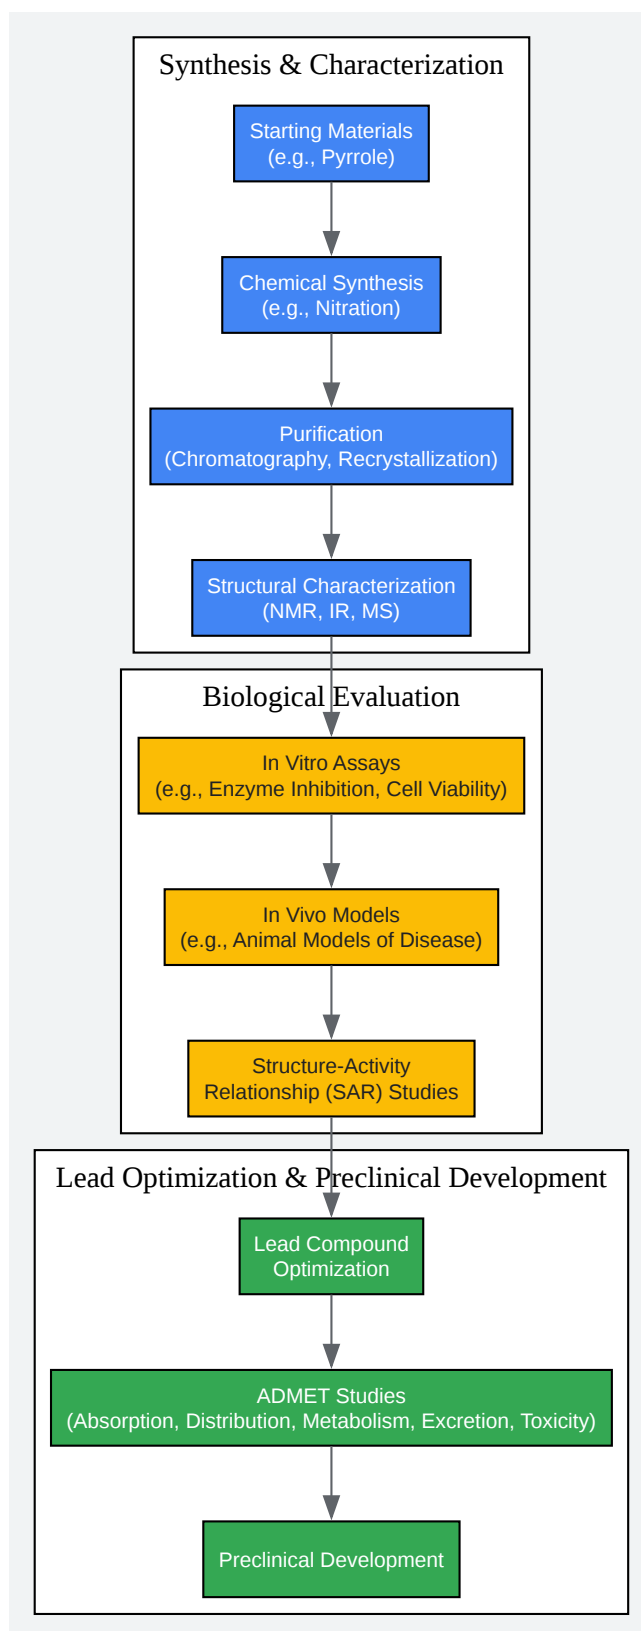 Synthesis & Characterization
Starting Materials
(e.g., Pyrrole)
Chemical Synthesis
(e.g., Nitration)
Purification
(Chromatography, Recrystallization)
Structural Characterization
(NMR, IR, MS)
Biological Evaluation
In Vitro Assays
(e.g., Enzyme Inhibition, Cell Viability)
In Vivo Models
(e.g., Animal Models of Disease)
Structure-Activity
Relationship (SAR) Studies
Lead Optimization & Preclinical Development
Lead Compound
Optimization
ADMET Studies
(Absorption, Distribution, Metabolism, Excretion, Toxicity)
Preclinical Development